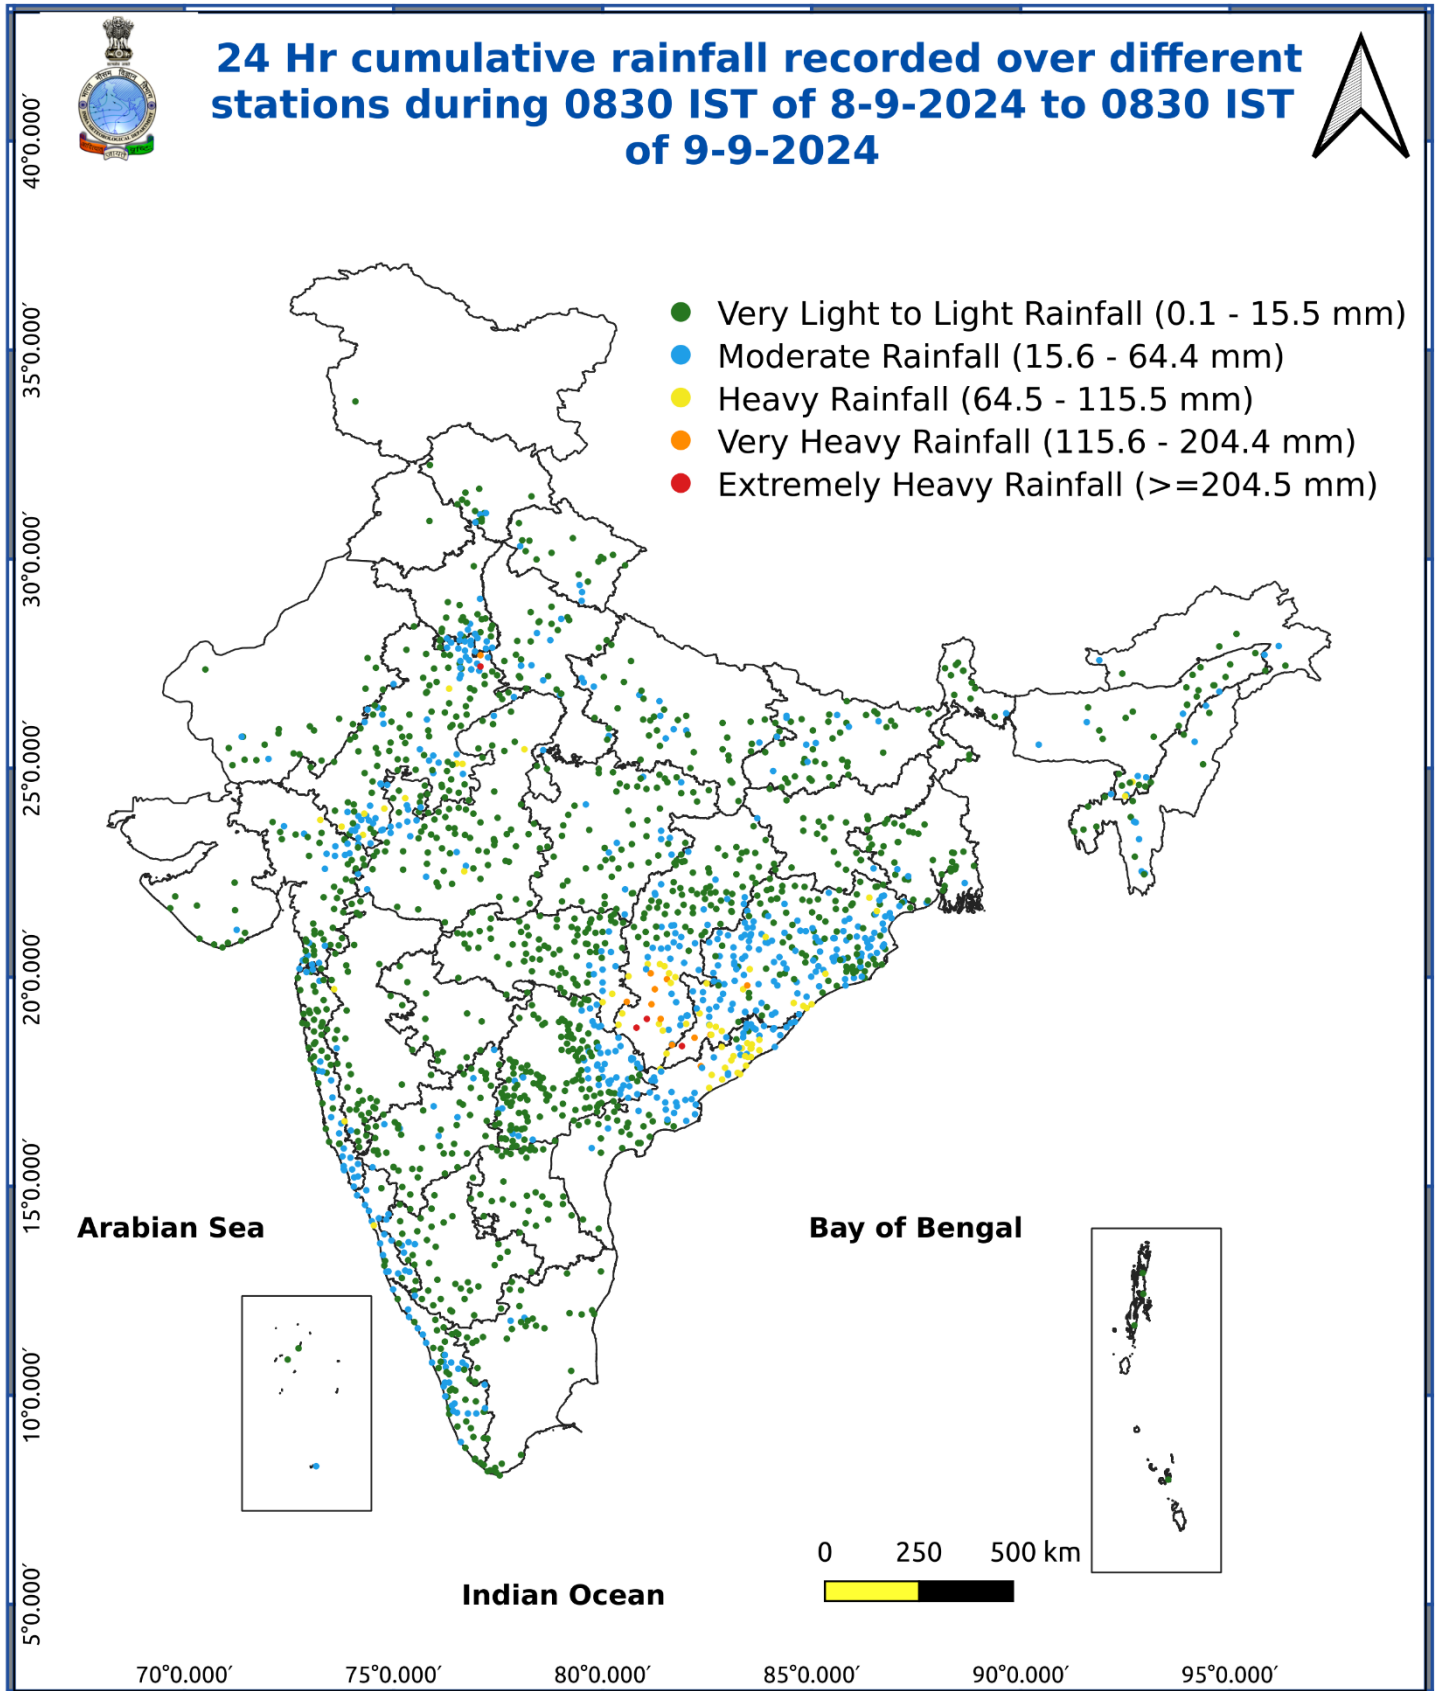 24 Hr cumulative rainfall recorded over different
stations during 0830 IST of 8-9-2024 to 0830 IST
of 9-9-2024
Very Light to Light Rainfall (0.1 - 15.5 mm)
Moderate Rainfall (15.6 - 64.4 mm)
Heavy Rainfall (64.5 - 115.5 mm)
Very Heavy Rainfall (115.6 - 204.4 mm)
Extremely Heavy Rainfall (>=204.5 mm)
40°0.000′
35°0.000′
30°0.000′
25°0.000′
20°0.000′
15°0.000′
10°0.000′
5°0.000′
Arabian Sea
Bay of Bengal
Indian Ocean
0 250 500 km
70°0.000′ 75°0.000′ 80°0.000′ 85°0.000′ 90°0.000′ 95°0.000′